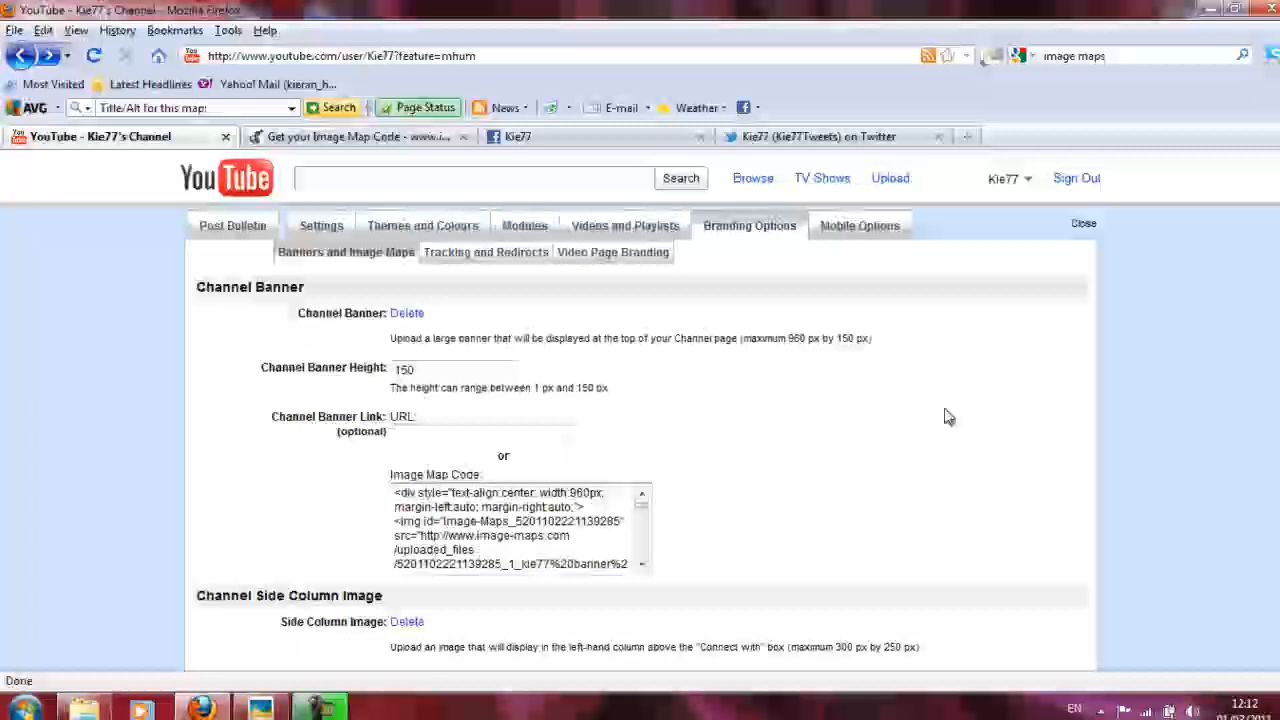 YouTube - Kie77's Channel - Mozilla Firefox
File Edit View History Bookmarks Tools Help
http://www.youtube.com/user/Kie77?feature=mhum
image maps
Most Visited Latest Headlines Yahoo! Mail (kieran_h...
AVG Title/Alt for this map: Search Page Status News E-mail Weather
YouTube - Kie77's Channel Get your Image Map Code - www.i... Kie77 Kie77 (Kie77Tweets) on Twitter
YouTube Search Browse TV Shows Upload Kie77 Sign Out
Post Bulletin Settings Themes and Colours Modules Videos and Playlists Branding Options Mobile Options Close
Banners and Image Maps Tracking and Redirects Video Page Branding
Channel Banner
Channel Banner: Delete
Upload a large banner that will be displayed at the top of your Channel page (maximum 960 px by 150 px)
Channel Banner Height: 150
The height can range between 1 px and 150 px
Channel Banner Link: URL:
(optional)
or
Image Map Code:
<div style="text-align:center; width:960px;
margin-left:auto; margin-right:auto;">
<img id="Image-Maps_5201102221139285"
src="http://www.image-maps.com
/uploaded_files
/5201102221139285_1_kie77%20banner%2
Channel Side Column Image
Side Column Image: Delete
Upload an image that will display in the left-hand column above the "Connect with" box (maximum 300 px by 250 px)
Done
EN 12:12